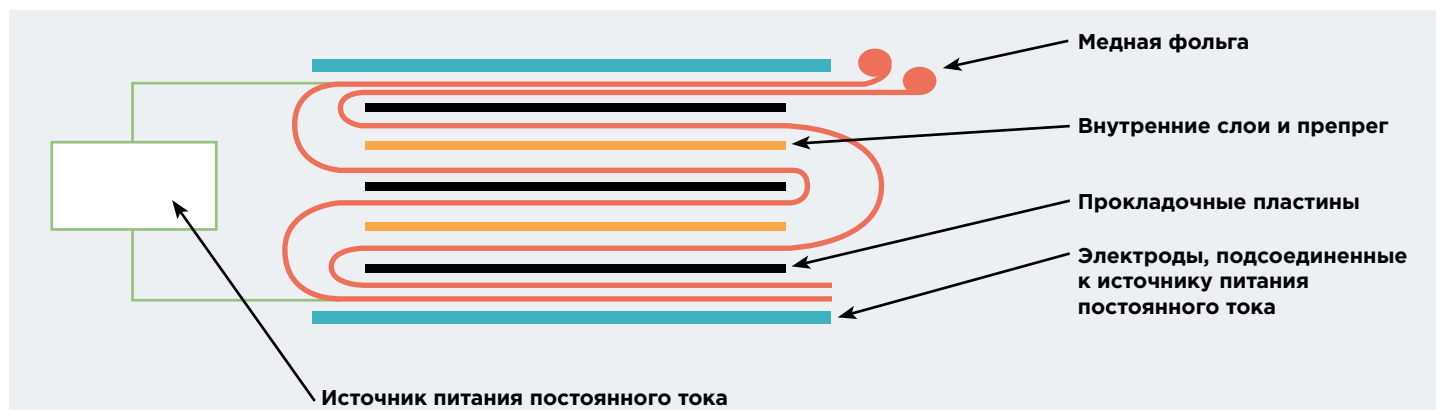 Медная фольга
Внутренние слои и препрег
Прокладочные пластины
Электроды, подсоединенные
к источнику питания
постоянного тока
Источник питания постоянного тока